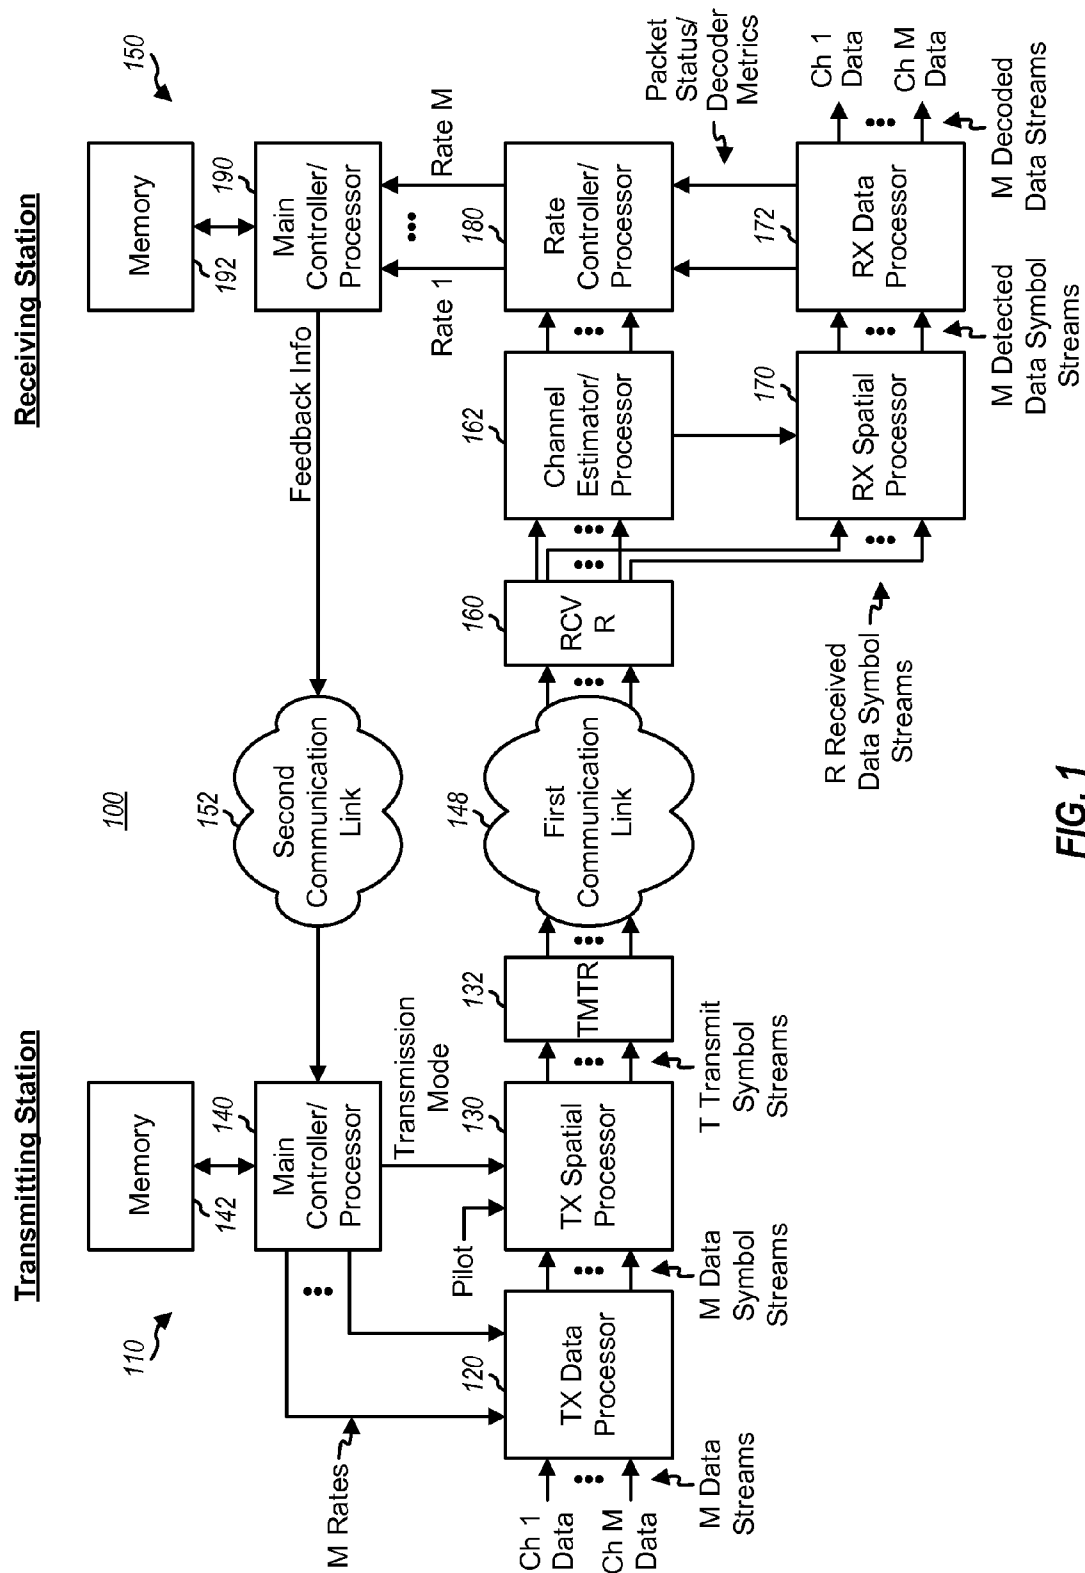 Transmitting Station
Receiving Station
110
100
150
Memory
142
Memory
192
140
Main
Controller/
Processor
152
Second
Communication
Link
Feedback Info
190
Main
Controller/
Processor
M Rates
Transmission
Mode
Pilot
Rate 1
Rate M
120
TX Data
Processor
130
TX Spatial
Processor
132
TMTR
148
First
Communication
Link
160
RCV
R
162
Channel
Estimator/
Processor
180
Rate
Controller/
Processor
Packet
Status/
Decoder
Metrics
Ch 1
Data
Ch M
Data
M Data
Streams
M Data
Symbol
Streams
T Transmit
Symbol
Streams
R Received
Data Symbol
Streams
170
RX Spatial
Processor
172
RX Data
Processor
Ch 1
Data
Ch M
Data
M Detected
Data Symbol
Streams
M Decoded
Data Streams
FIG. 1